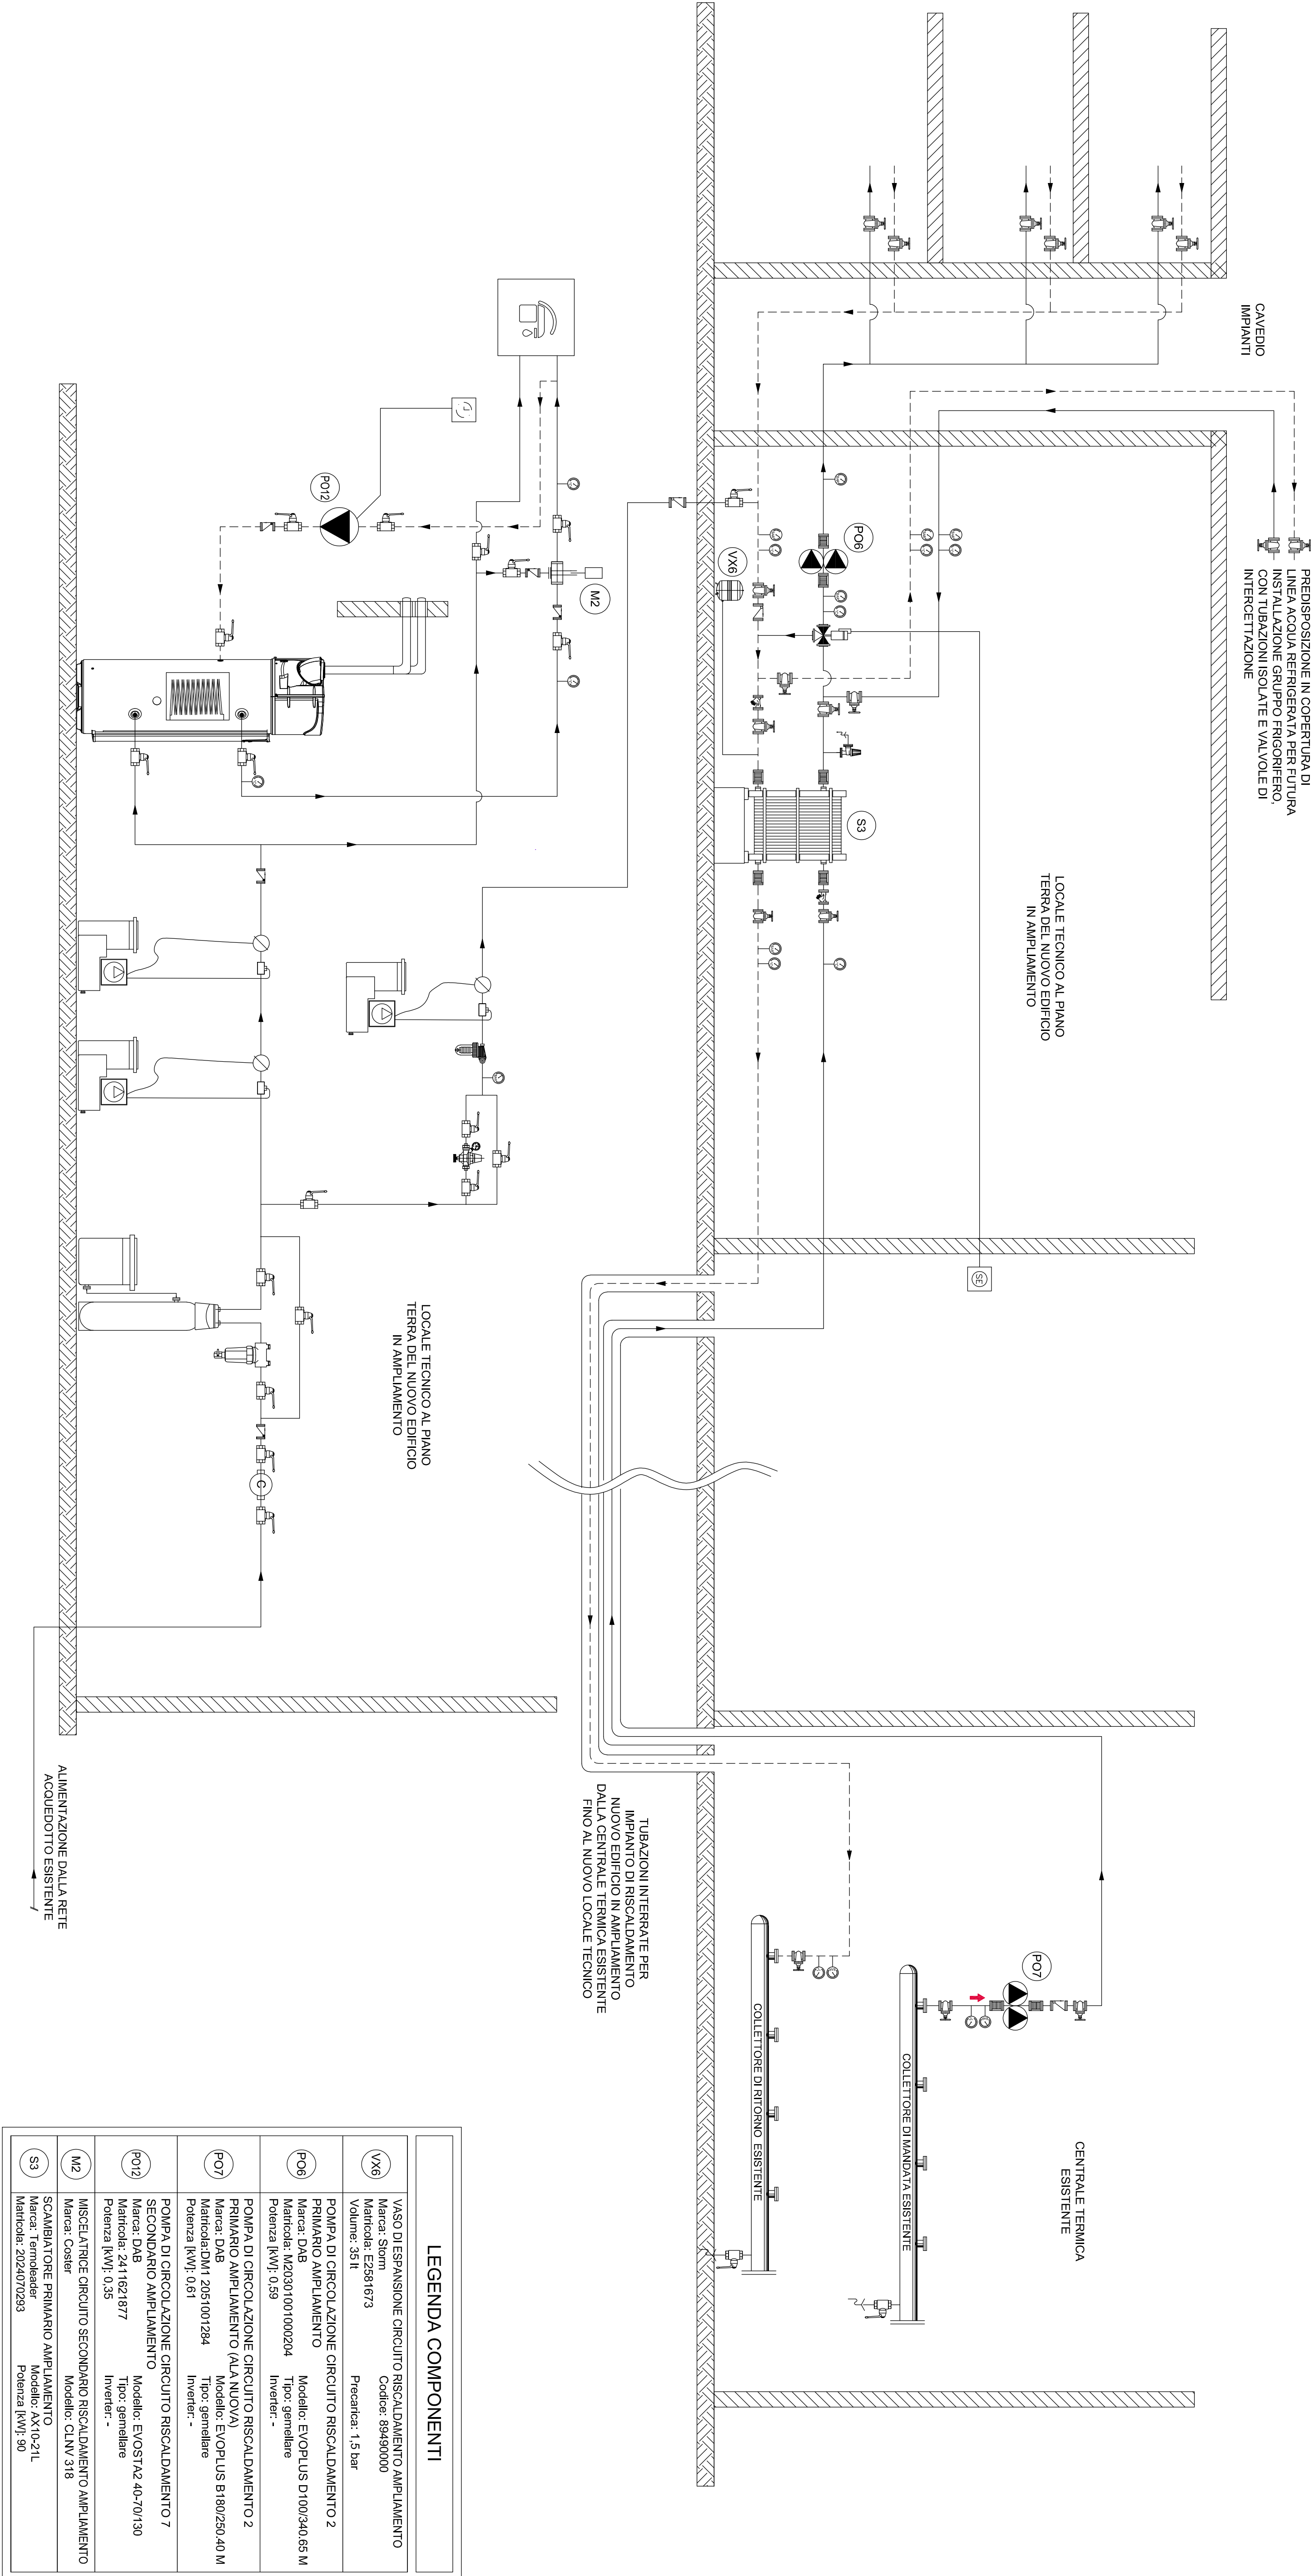 CAVEDIO
IMPIANTI
PREDISPOSIZIONE IN COPERTURA DI
LINEA ACQUA REFRIGERATA PER FUTURA
INSTALLAZIONE GRUPPO FRIGORIFERO,
CON TUBAZIONI ISOLATE E VALVOLE DI
INTERCETTAZIONE
LOCALE TECNICO AL PIANO
TERRA DEL NUOVO EDIFICIO
IN AMPLIAMENTO
PO6
VX6
S3
SE
CENTRALE TERMICA
ESISTENTE
PO7
COLLETTORE DI MANDATA ESISTENTE
COLLETTORE DI RITORNO ESISTENTE
TUBAZIONI INTERRATE PER
IMPIANTO DI RISCALDAMENTO
NUOVO EDIFICIO IN AMPLIAMENTO
DALLA CENTRALE TERMICA ESISTENTE
FINO AL NUOVO LOCALE TECNICO
M2
PO12
LOCALE TECNICO AL PIANO
TERRA DEL NUOVO EDIFICIO
IN AMPLIAMENTO
C
ALIMENTAZIONE DALLA RETE
ACQUEDOTTO ESISTENTE
LEGENDA COMPONENTI
VX6
VASO DI ESPANSIONE CIRCUITO RISCALDAMENTO AMPLIAMENTO
Marca: Storm Codice: 89490000
Matricola: E2581673
Volume: 35 lt Precarica: 1,5 bar
PO6
POMPA DI CIRCOLAZIONE CIRCUITO RISCALDAMENTO 2
PRIMARIO AMPLIAMENTO
Marca: DAB Modello: EVOPLUS D100/340.65 M
Matricola: M20301001000204 Tipo: gemellare
Potenza [KW]: 0,59 Inverter: -
PO7
POMPA DI CIRCOLAZIONE CIRCUITO RISCALDAMENTO 2
PRIMARIO AMPLIAMENTO (ALA NUOVA)
Marca: DAB Modello: EVOPLUS B180/250.40 M
Matricola:DM1 2051001284 Tipo: gemellare
Potenza [KW]: 0,61 Inverter: -
PO12
POMPA DI CIRCOLAZIONE CIRCUITO RISCALDAMENTO 7
SECONDARIO AMPLIAMENTO
Marca: DAB Modello: EVOSTA2 40-70/130
Matricola: 2411621877 Tipo: gemellare
Potenza [KW]: 0,35 Inverter: -
M2
MISCELATRICE CIRCUITO SECONDARIO RISCALDAMENTO AMPLIAMENTO
Marca: Coster Modello: CLNV 318
S3
SCAMBIATORE PRIMARIO AMPLIAMENTO
Marca: Termoleader Modello: AX10-21L
Matricola: 2024070293 Potenza [KW]: 90